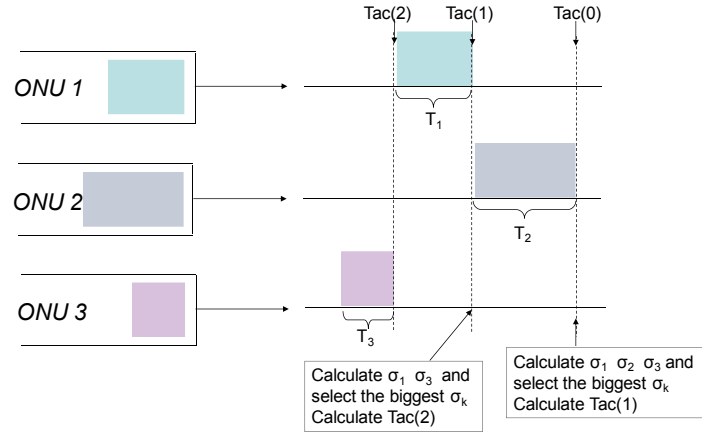 Tac(2) Tac(1) Tac(0)
ONU 1
T₁
ONU 2
T₂
ONU 3
T₃
Calculate σ₁ σ₃ and
select the biggest σₖ
Calculate Tac(2)
Calculate σ₁ σ₂ σ₃ and
select the biggest σₖ
Calculate Tac(1)